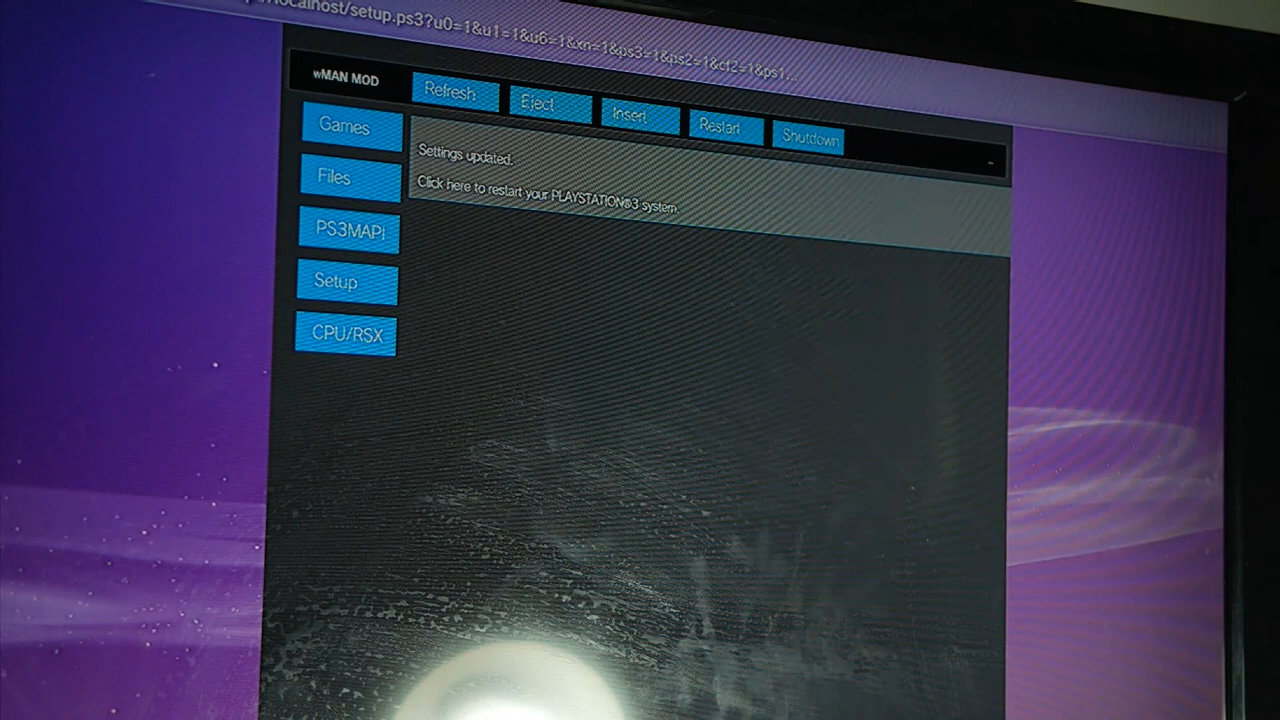 localhost/setup.ps3?u0=1&u1=1&u6=1&xn=1&ps3=1&ps2=1&cf2=1&ps1...
wMAN MOD
Refresh
Eject
Insert
Restart
Shutdown
Games
Files
PS3MAPI
Setup
CPU/RSX
Settings updated.
Click here to restart your PLAYSTATION®3 system.